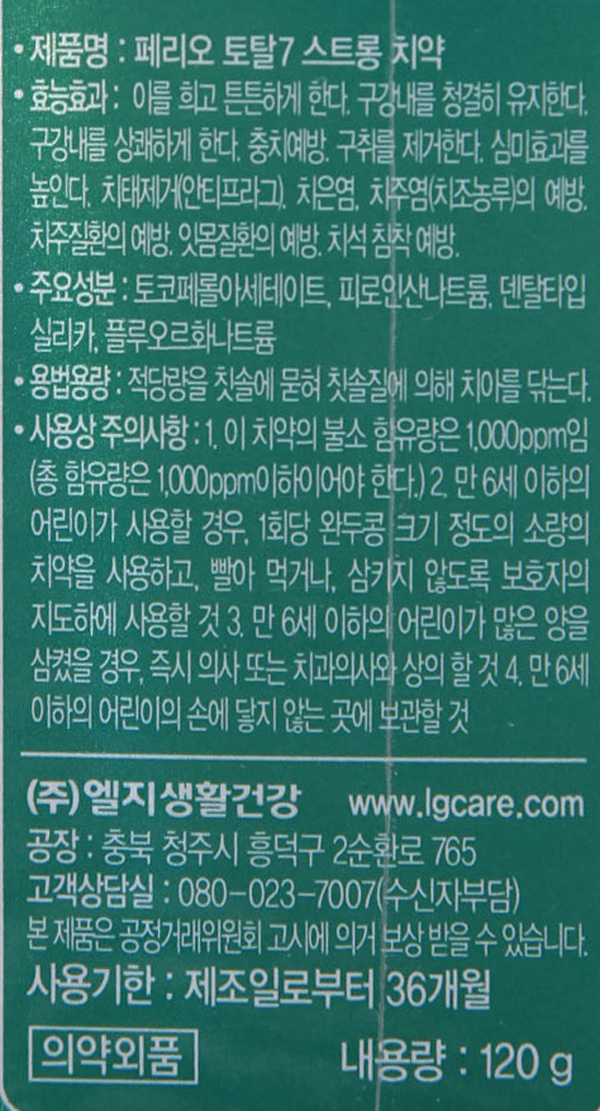 • 제품명 : 페리오 토탈7 스트롱 치약
• 효능효과 : 이를 희고 튼튼하게 한다. 구강내를 청결히 유지한다.
구강내를 상쾌하게 한다. 충치예방. 구취를 제거한다. 심미효과를
높인다. 치태제거(안티프라그). 치은염, 치주염(치조농루)의 예방.
치주질환의 예방. 잇몸질환의 예방. 치석 침착 예방.
• 주요성분 : 토코페롤아세테이트, 피로인산나트륨, 덴탈타입
실리카, 플루오르화나트륨
• 용법용량 : 적당량을 칫솔에 묻혀 칫솔질에 의해 치아를 닦는다.
• 사용상 주의사항 : 1. 이 치약의 불소 함유량은 1,000ppm임
(총 함유량은 1,000ppm이하이어야 한다.) 2. 만 6세 이하의
어린이가 사용할 경우, 1회당 완두콩 크기 정도의 소량의
치약을 사용하고, 빨아 먹거나, 삼키지 않도록 보호자의
지도하에 사용할 것 3. 만 6세 이하의 어린이가 많은 양을
삼켰을 경우, 즉시 의사 또는 치과의사와 상의 할 것 4. 만 6세
이하의 어린이의 손에 닿지 않는 곳에 보관할 것
(주)엘지생활건강 www.lgcare.com
공장 : 충북 청주시 흥덕구 2순환로 765
고객상담실 : 080-023-7007(수신자부담)
본 제품은 공정거래위원회 고시에 의거 보상 받을 수 있습니다.
사용기한 : 제조일로부터 36개월
의약외품 내용량 : 120 g